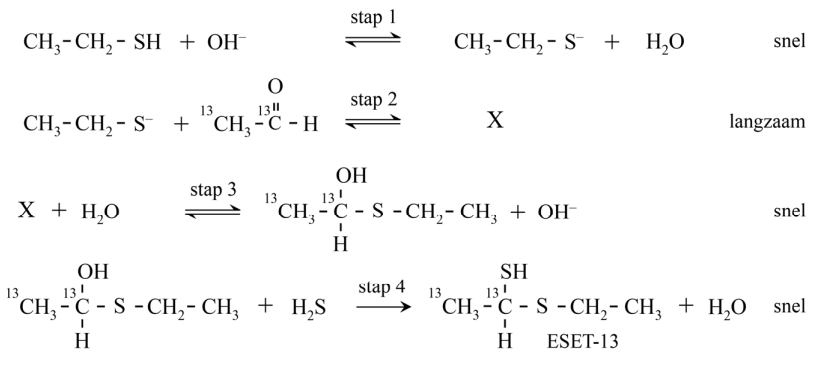 stap 1
CH₃–CH₂–SH + OH⁻ ⇌ CH₃–CH₂–S⁻ + H₂O snel
O
stap 2
CH₃–CH₂–S⁻ + ¹³CH₃–¹³C–H ⇌ X langzaam
OH
stap 3
X + H₂O ⇌ ¹³CH₃–¹³C–S–CH₂–CH₃ + OH⁻ snel
H
OH SH
stap 4
¹³CH₃–¹³C–S–CH₂–CH₃ + H₂S → ¹³CH₃–¹³C–S–CH₂–CH₃ + H₂O snel
H H ESET-13